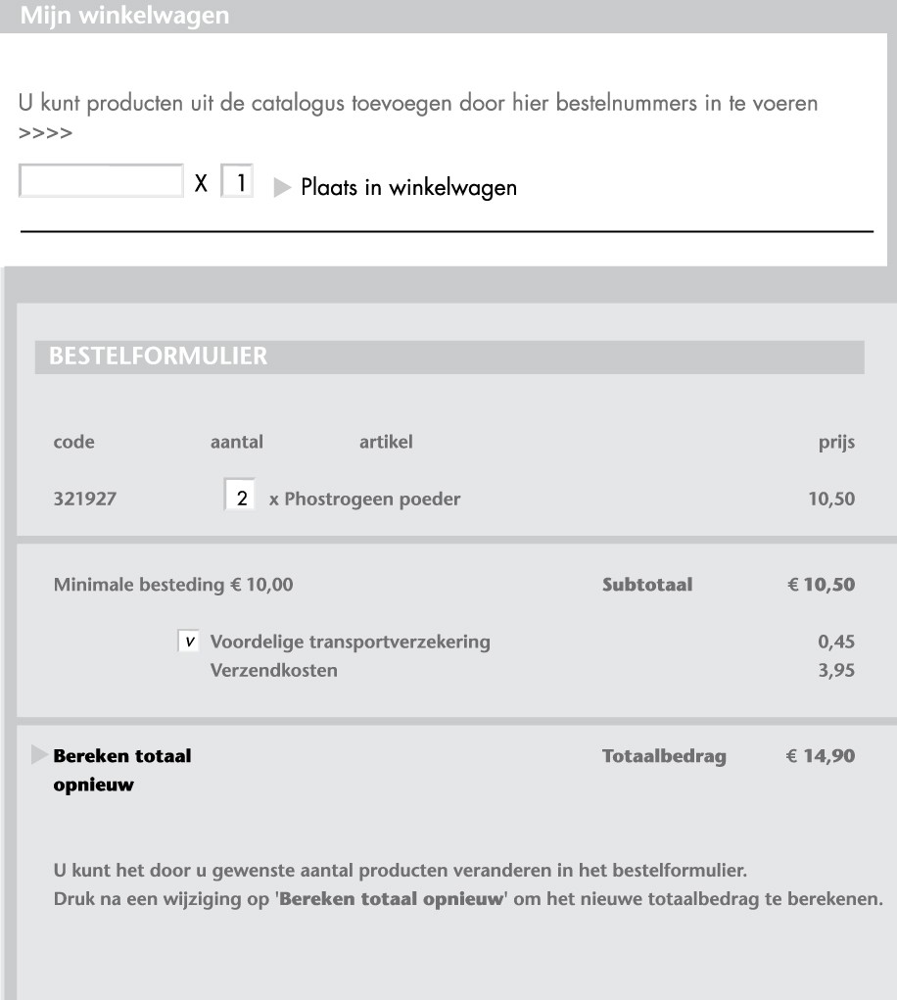 Mijn winkelwagen
U kunt producten uit de catalogus toevoegen door hier bestelnummers in te voeren
>>>>
X 1 Plaats in winkelwagen
BESTELFORMULIER
code aantal artikel prijs
321927 2 x Phostrogeen poeder 10,50
Minimale besteding € 10,00 Subtotaal € 10,50
v Voordelige transportverzekering 0,45
Verzendkosten 3,95
Bereken totaal Totaalbedrag € 14,90
opnieuw
U kunt het door u gewenste aantal producten veranderen in het bestelformulier.
Druk na een wijziging op 'Bereken totaal opnieuw' om het nieuwe totaalbedrag te berekenen.